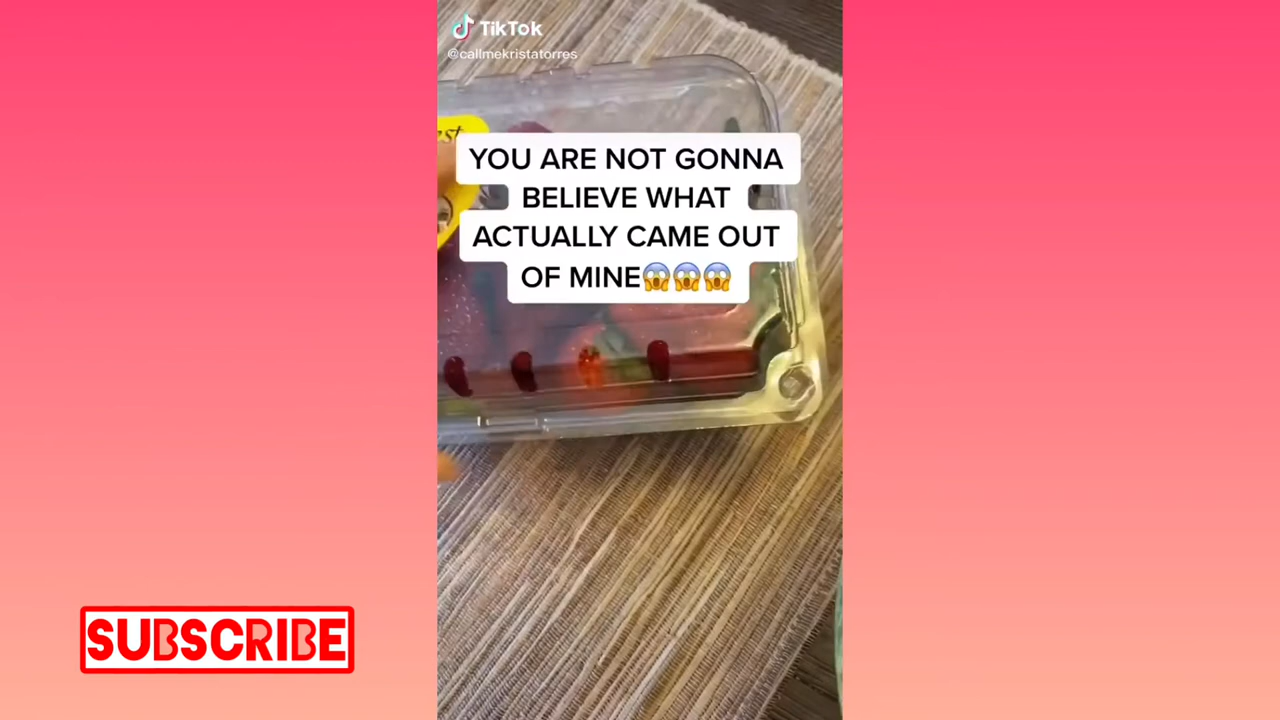 TikTok
@callmekristatorres
YOU ARE NOT GONNA
BELIEVE WHAT
ACTUALLY CAME OUT
OF MINE😱😱😱
SUBSCRIBE